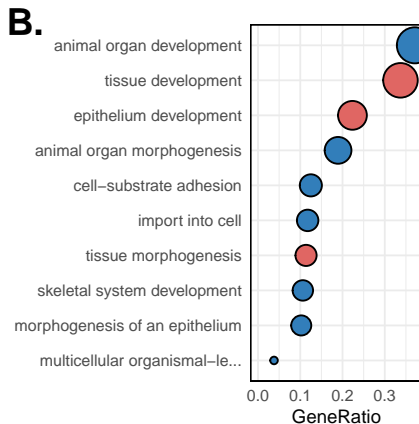 B.
animal organ development
tissue development
epithelium development
animal organ morphogenesis
cell−substrate adhesion
import into cell
tissue morphogenesis
skeletal system development
morphogenesis of an epithelium
multicellular organismal−le...
0.0 0.1 0.2 0.3
GeneRatio